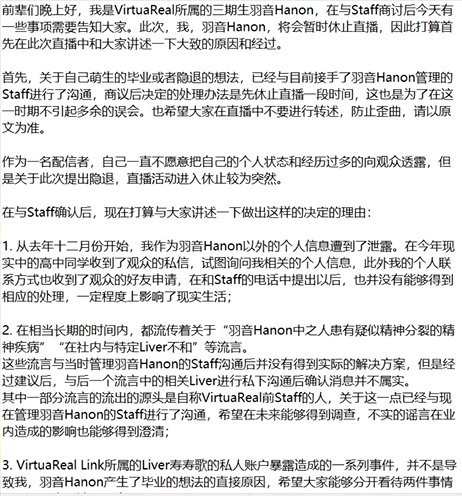 前辈们晚上好，我是VirtuaReal所属的三期生羽音Hanon，在与Staff商讨后今天有
一些事项需要告知大家。此次，我，羽音Hanon，将会暂时休止直播，因此打算首
先在此次直播中和大家讲述一下大致的原因和经过。
首先，关于自己萌生的毕业或者隐退的想法，已经与目前接手了羽音Hanon管理的
Staff进行了沟通，商议后决定的处理办法是先休止直播一段时间，这也是为了在这
一时期不引起多余的误会。也希望大家在直播中不要进行转述，防止歪曲，请以原
文为准。
作为一名配信者，自己一直不愿意把自己的个人状态和经历过多的向观众透露，但
是关于此次提出隐退，直播活动进入休止较为突然。
在与Staff确认后，现在打算与大家讲述一下做出这样的决定的理由：
1. 从去年十二月份开始，我作为羽音Hanon以外的个人信息遭到了泄露。在今年现
实中的高中同学收到了观众的私信，试图询问我相关的个人信息，此外我的个人联
系方式也收到了观众的好友申请，在和Staff的电话中提出以后，也并没有能够得到
相应的处理，一定程度上影响了现实生活；
2. 在相当长期的时间内，都流传着关于“羽音Hanon中之人患有疑似精神分裂的精
神疾病”“在社内与特定Liver不和”等流言。
这些流言与当时管理羽音Hanon的Staff沟通后并没有得到实际的解决方案，但是经
过建议后，与后一个流言中的相关Liver进行私下沟通后确认消息并不属实。
其中一部分流言的流出的源头是自称VirtuaReal前Staff的人，关于这一点已经与现
在管理羽音Hanon的Staff进行了沟通，希望在未来能够得到调查，不实的谣言在业
内造成的影响也能够得到澄清；
3. VirtuaReal Link所属的Liver寿寿歌的私人账户暴露造成的一系列事件，并不是导
致我，羽音Hanon产生了毕业的想法的直接原因，希望大家能够分开看待两件事情